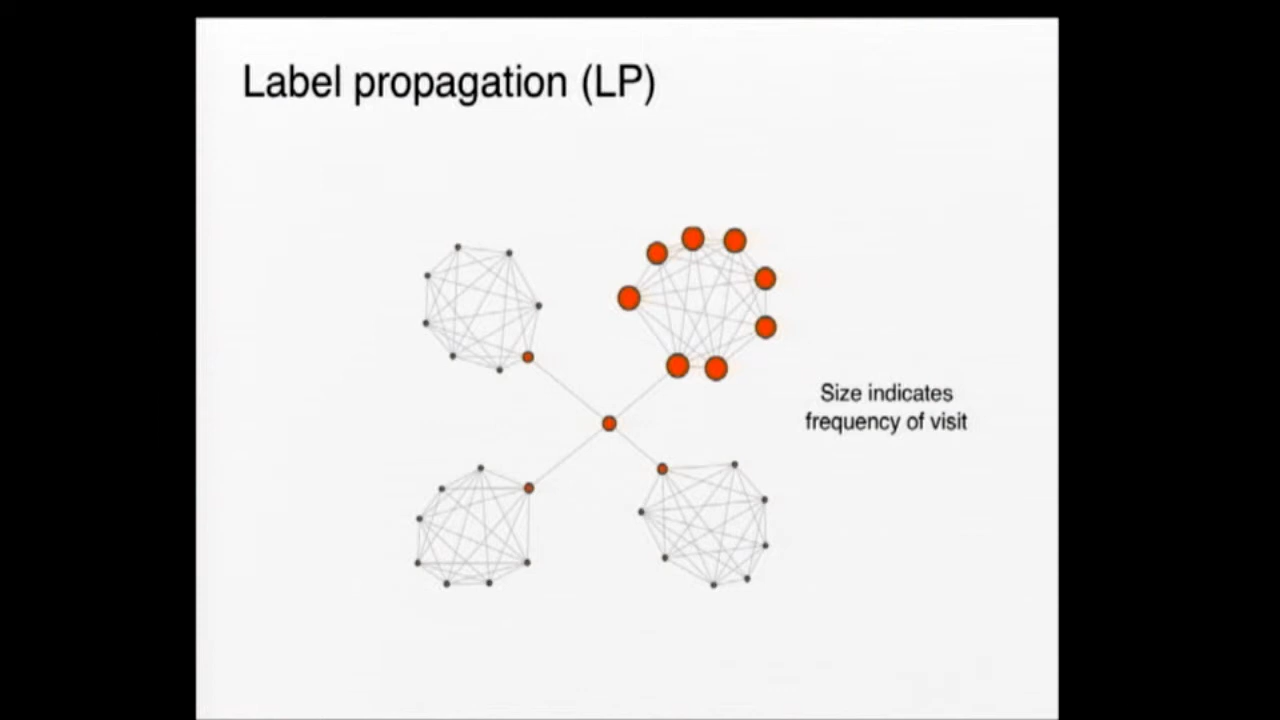 Label propagation (LP)
Size indicates
frequency of visit